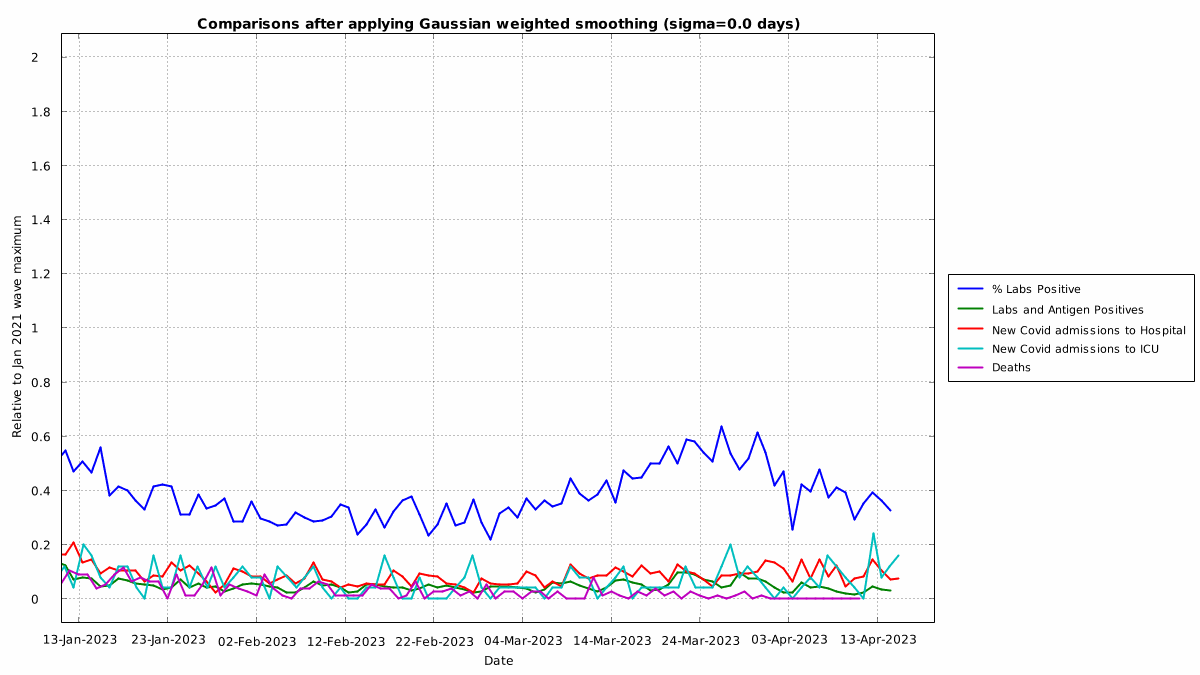 Comparisons after applying Gaussian weighted smoothing (sigma=0.0 days)
Relative to Jan 2021 wave maximum
2
1.8
1.6
1.4
1.2
1
0.8
0.6
0.4
0.2
0
13-Jan-2023 23-Jan-2023 02-Feb-2023 12-Feb-2023 22-Feb-2023 04-Mar-2023 14-Mar-2023 24-Mar-2023 03-Apr-2023 13-Apr-2023
Date
% Labs Positive
Labs and Antigen Positives
New Covid admissions to Hospital
New Covid admissions to ICU
Deaths